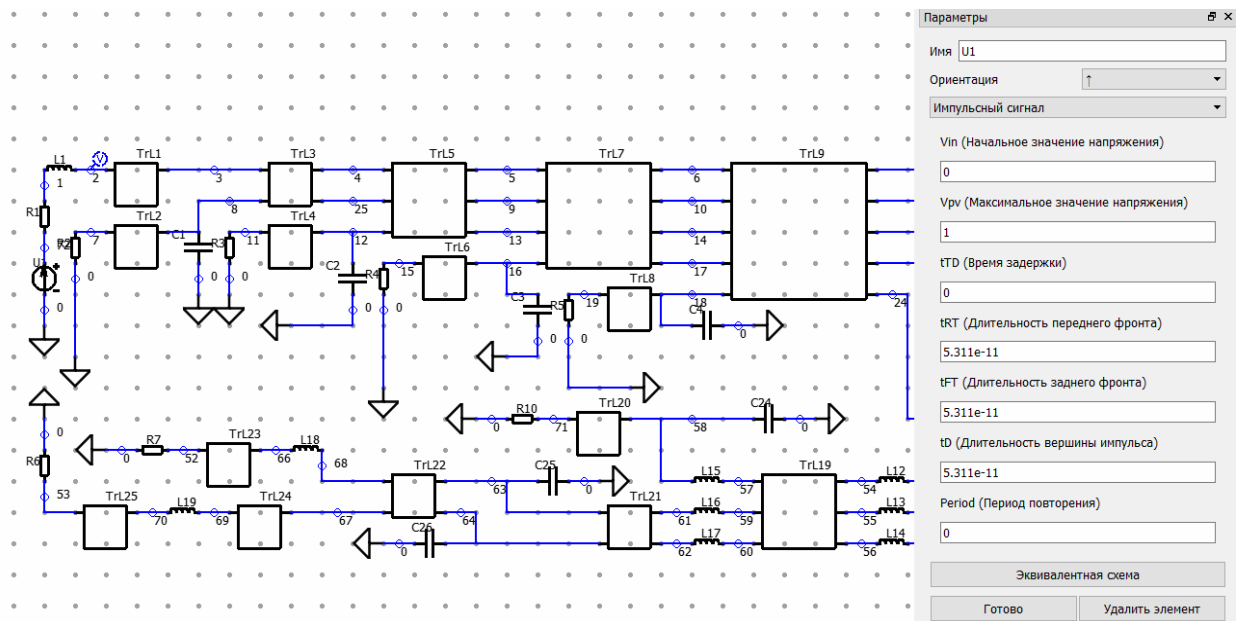 Параметры
Имя U1
Ориентация ↑
Импульсный сигнал
Vin (Начальное значение напряжения)
0
Vpv (Максимальное значение напряжения)
1
tTD (Время задержки)
0
tRT (Длительность переднего фронта)
5.311e-11
tFT (Длительность заднего фронта)
5.311e-11
tD (Длительность вершины импульса)
5.311e-11
Period (Период повторения)
0
Эквивалентная схема
Готово Удалить элемент
L1 V TrL1 TrL3 TrL5 TrL7 TrL9
1 2 3 4 5 6
R1 8 25 9 10
7 TrL2 C1 R3 11 TrL4 12 13 14
+ 0 0 0 C2 R4 15 TrL6 16 17
- 0 0 0 C3 R5 19 TrL8 18 C4 24
0 0 0
0 R10 71 TrL20 58 C24 0
0 R7 52 TrL23 66 L18 68
R6 TrL22 63 C25 0 L15 57 TrL19 54 L12
53 TrL25 70 L19 69 TrL24 67 64 TrL21 61 L16 59 55 L13
0 C26 62 L17 60 56 L14